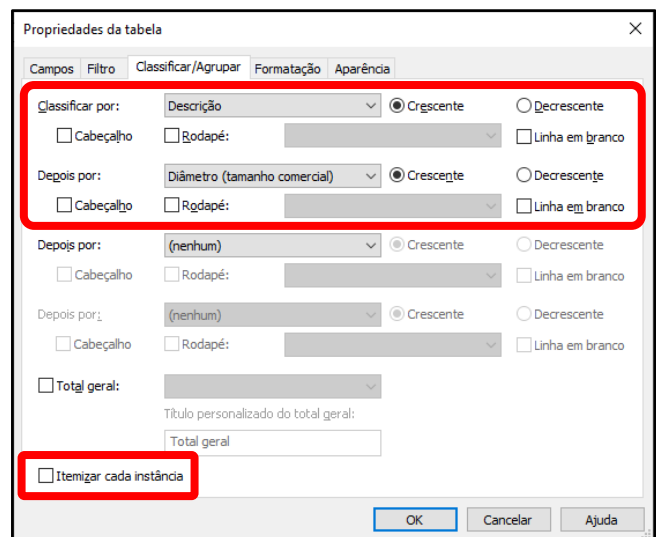 Propriedades da tabela
Campos Filtro Classificar/Agrupar Formatação Aparência
Classificar por: Descrição Crescente Decrescente
Cabeçalho Rodapé: Linha em branco
Depois por: Diâmetro (tamanho comercial) Crescente Decrescente
Cabeçalho Rodapé: Linha em branco
Depois por: (nenhum) Crescente Decrescente
Cabeçalho Rodapé: Linha em branco
Depois por: (nenhum) Crescente Decrescente
Cabeçalho Rodapé: Linha em branco
Total geral:
Título personalizado do total geral:
Total geral
Itemizar cada instância
OK Cancelar Ajuda